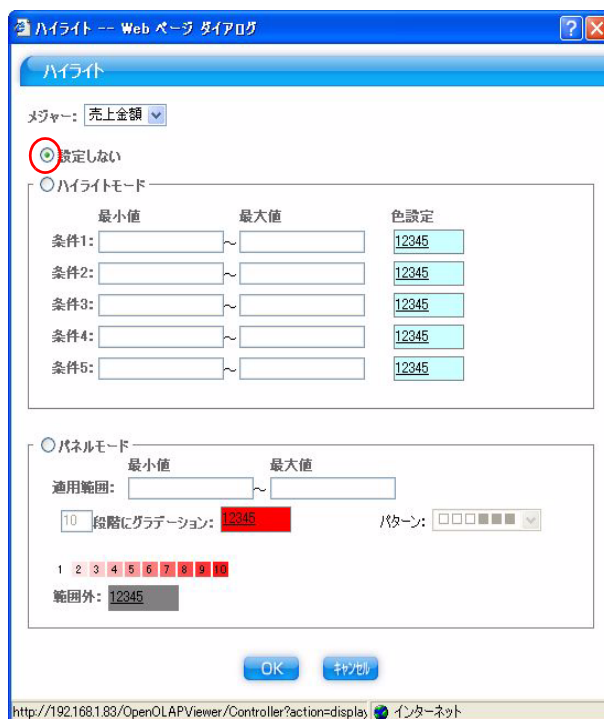 ハイライト -- Web ページ ダイアログ
ハイライト
メジャー: 売上金額
設定しない
ハイライトモード
最小値 最大値 色設定
条件1: ～ 12345
条件2: ～ 12345
条件3: ～ 12345
条件4: ～ 12345
条件5: ～ 12345
パネルモード
最小値 最大値
適用範囲: ～
10 段階にグラデーション: 12345 パターン: □□□■■■
1 2 3 4 5 6 7 8 9 10
範囲外: 12345
OK キャンセル
http://192.168.1.83/OpenOLAPViewer/Controller?action=display インターネット